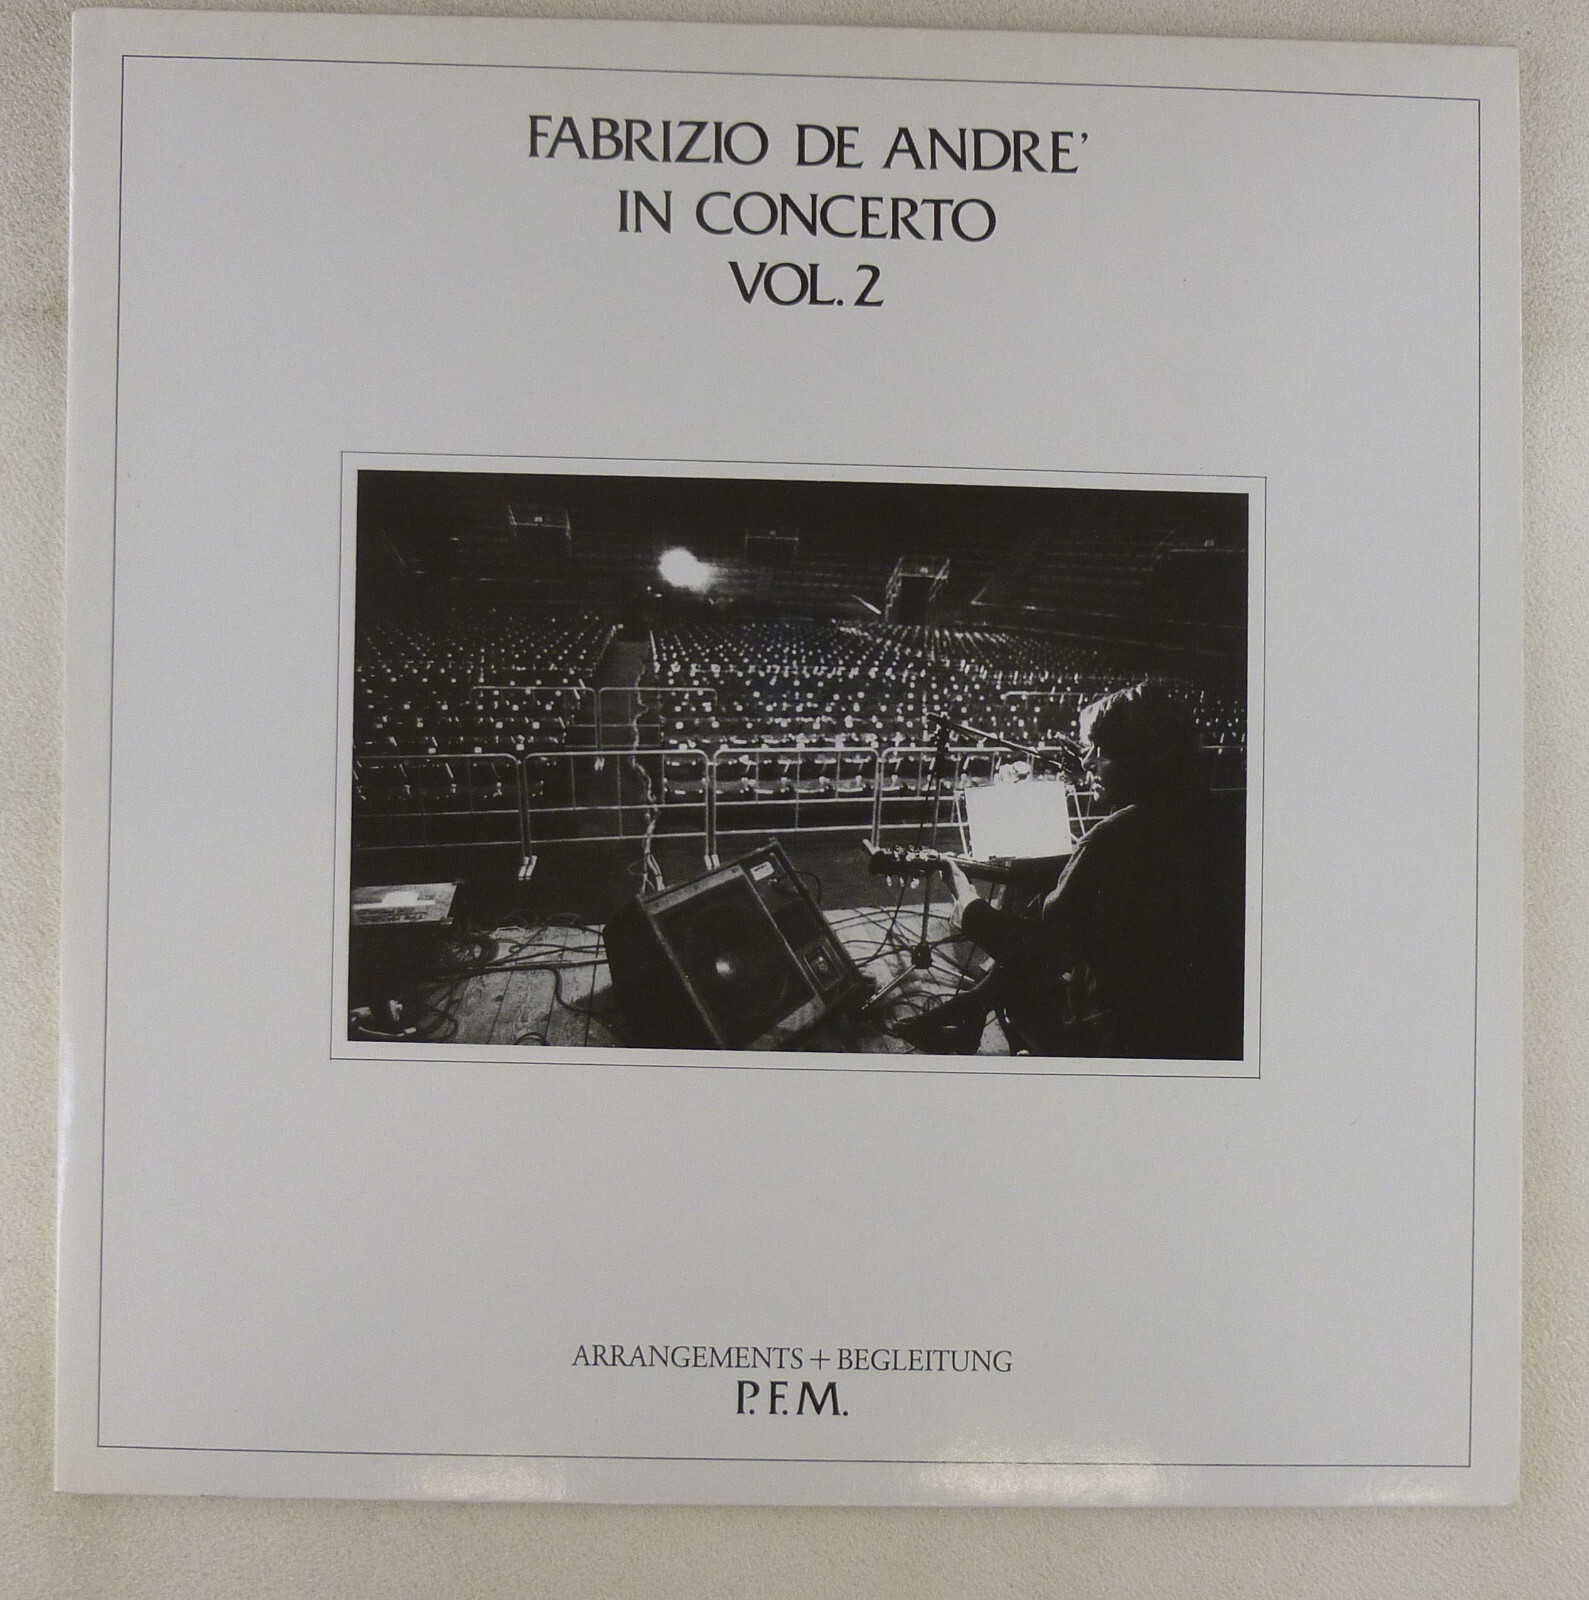 FABRIZIO DE ANDRE'
IN CONCERTO
VOL. 2
ARRANGEMENTS + BEGLEITUNG
P.F.M.